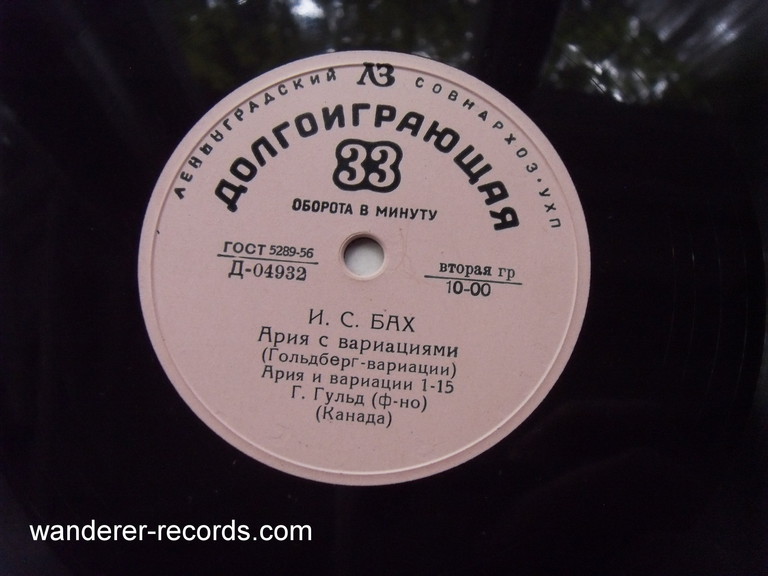 ЛЕНИНГРАДСКИЙ ЛЗ СОВНАРХОЗ·УХП
ДОЛГОИГРАЮЩАЯ
33
ОБОРОТА В МИНУТУ
ГОСТ 5289-56
Д-04932
вторая гр
10-00
И. С. БАХ
Ария с вариациями
(Гольдберг-вариации)
Ария и вариации 1-15
Г. Гульд (ф-но)
(Канада)
wanderer-records.com